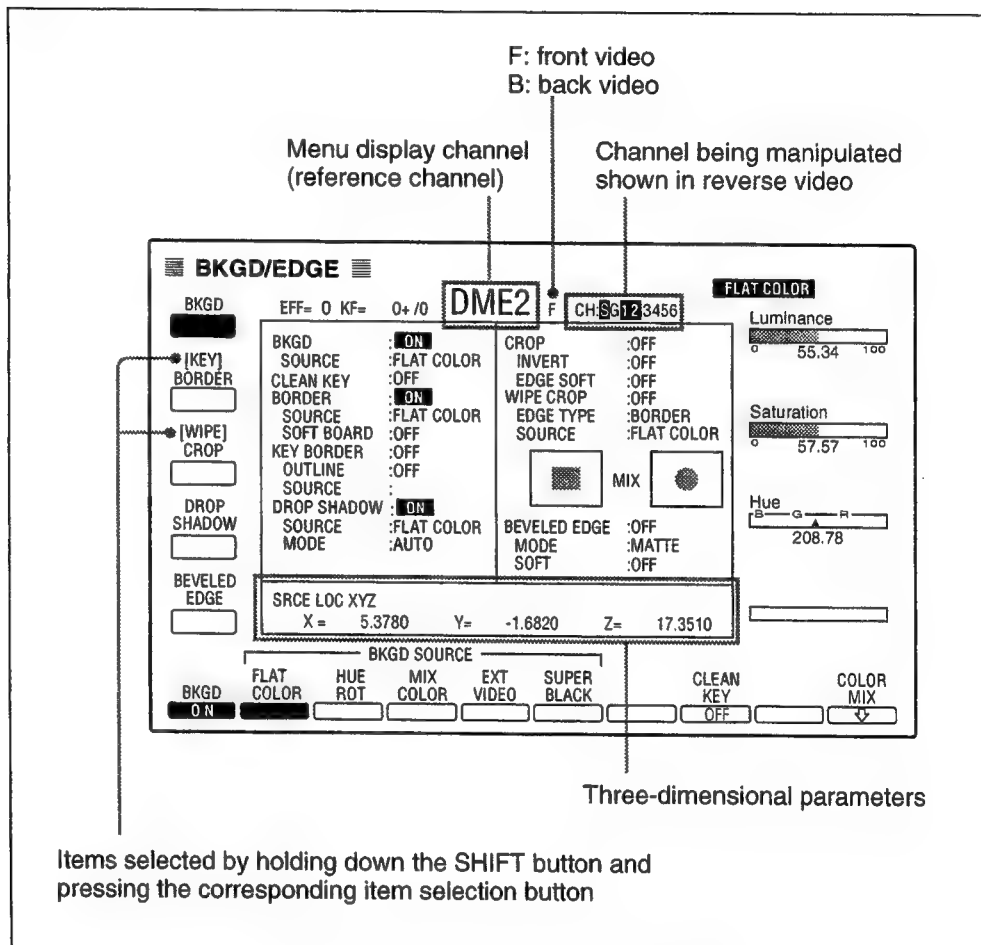 F: front video
B: back video
Menu display channel
(reference channel)
Channel being manipulated
shown in reverse video
BKGD/EDGE
FLAT COLOR
BKGD
EFF= 0 KF= 0+ /0 DME2 F CH:SG123456
[KEY]
BORDER
[WIPE]
CROP
DROP
SHADOW
BEVELED
EDGE
BKGD :ON
SOURCE :FLAT COLOR
CLEAN KEY :OFF
BORDER :ON
SOURCE :FLAT COLOR
SOFT BOARD :OFF
KEY BORDER :OFF
OUTLINE :OFF
SOURCE :
DROP SHADOW :ON
SOURCE :FLAT COLOR
MODE :AUTO
CROP :OFF
INVERT :OFF
EDGE SOFT :OFF
WIPE CROP :OFF
EDGE TYPE :BORDER
SOURCE :FLAT COLOR
MIX
BEVELED EDGE :OFF
MODE :MATTE
SOFT :OFF
Luminance
0 55.34 100
Saturation
0 57.57 100
Hue
B G R
208.78
SRCE LOC XYZ
X = 5.3780 Y= -1.6820 Z= 17.3510
BKGD SOURCE
BKGD
ON
FLAT
COLOR
HUE
ROT
MIX
COLOR
EXT
VIDEO
SUPER
BLACK
CLEAN
KEY
OFF
COLOR
MIX
Three-dimensional parameters
Items selected by holding down the SHIFT button and
pressing the corresponding item selection button